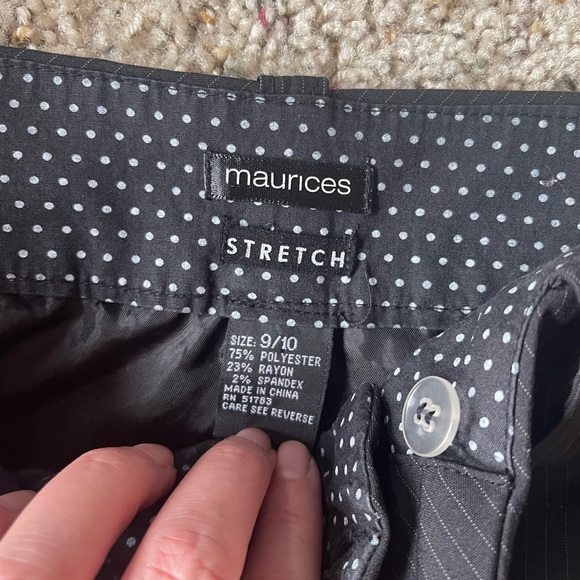 maurices
STRETCH
SIZE: 9/10
75% POLYESTER
23% RAYON
2% SPANDEX
MADE IN CHINA
RN 51783
CARE SEE REVERSE